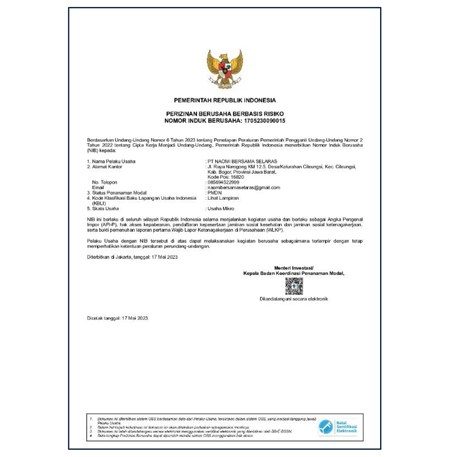 PEMERINTAH REPUBLIK INDONESIA
PERIZINAN BERUSAHA BERBASIS RISIKO
NOMOR INDUK BERUSAHA: 1705230090015
Berdasarkan Undang-Undang Nomor 6 Tahun 2023 tentang Penetapan Peraturan Pemerintah Pengganti Undang-Undang Nomor 2
Tahun 2022 tentang Cipta Kerja Menjadi Undang-Undang, Pemerintah Republik Indonesia menerbitkan Nomor Induk Berusaha
(NIB) kepada:
1. Nama Pelaku Usaha : PT NAOMI BERSAMA SELARAS
2. Alamat Kantor : Jl. Raya Narogong KM 12.5, Desa/Kelurahan Cileungsi, Kec. Cileungsi,
Kab. Bogor, Provinsi Jawa Barat,
Kode Pos: 16820
No. Telepon :
Email : naomibersamaselaras@gmail.com
3. Status Penanaman Modal : PMDN
4. Kode Klasifikasi Baku Lapangan Usaha Indonesia : Lihat Lampiran
(KBLI)
5. Skala Usaha : Usaha Mikro
NIB ini berlaku di seluruh wilayah Republik Indonesia selama menjalankan kegiatan usaha dan berlaku sebagai Angka Pengenal
Impor (API-P), hak akses kepabeanan, pendaftaran kepesertaan jaminan sosial kesehatan dan jaminan sosial ketenagakerjaan,
serta bukti pemenuhan laporan pertama Wajib Lapor Ketenagakerjaan di Perusahaan (WLKP).
Pelaku Usaha dengan NIB tersebut di atas dapat melaksanakan kegiatan berusaha sebagaimana terlampir dengan tetap
memperhatikan ketentuan peraturan perundang-undangan.
Diterbitkan di Jakarta, tanggal: 17 Mei 2023
Menteri Investasi/
Kepala Badan Koordinasi Penanaman Modal,
Ditandatangani secara elektronik
Dicetak tanggal: 17 Mei 2023
Balai
Sertifikasi
Elektronik